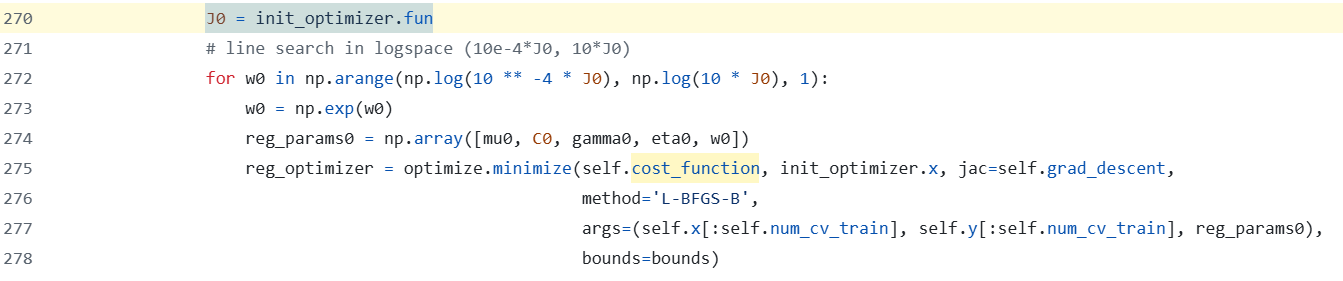 270 J0 = init_optimizer.fun
271 # line search in logspace (10e-4*J0, 10*J0)
272 for w0 in np.arange(np.log(10 ** -4 * J0), np.log(10 * J0), 1):
273 w0 = np.exp(w0)
274 reg_params0 = np.array([mu0, C0, gamma0, eta0, w0])
275 reg_optimizer = optimize.minimize(self.cost_function, init_optimizer.x, jac=self.grad_descent,
276 method='L-BFGS-B',
277 args=(self.x[:self.num_cv_train], self.y[:self.num_cv_train], reg_params0),
278 bounds=bounds)